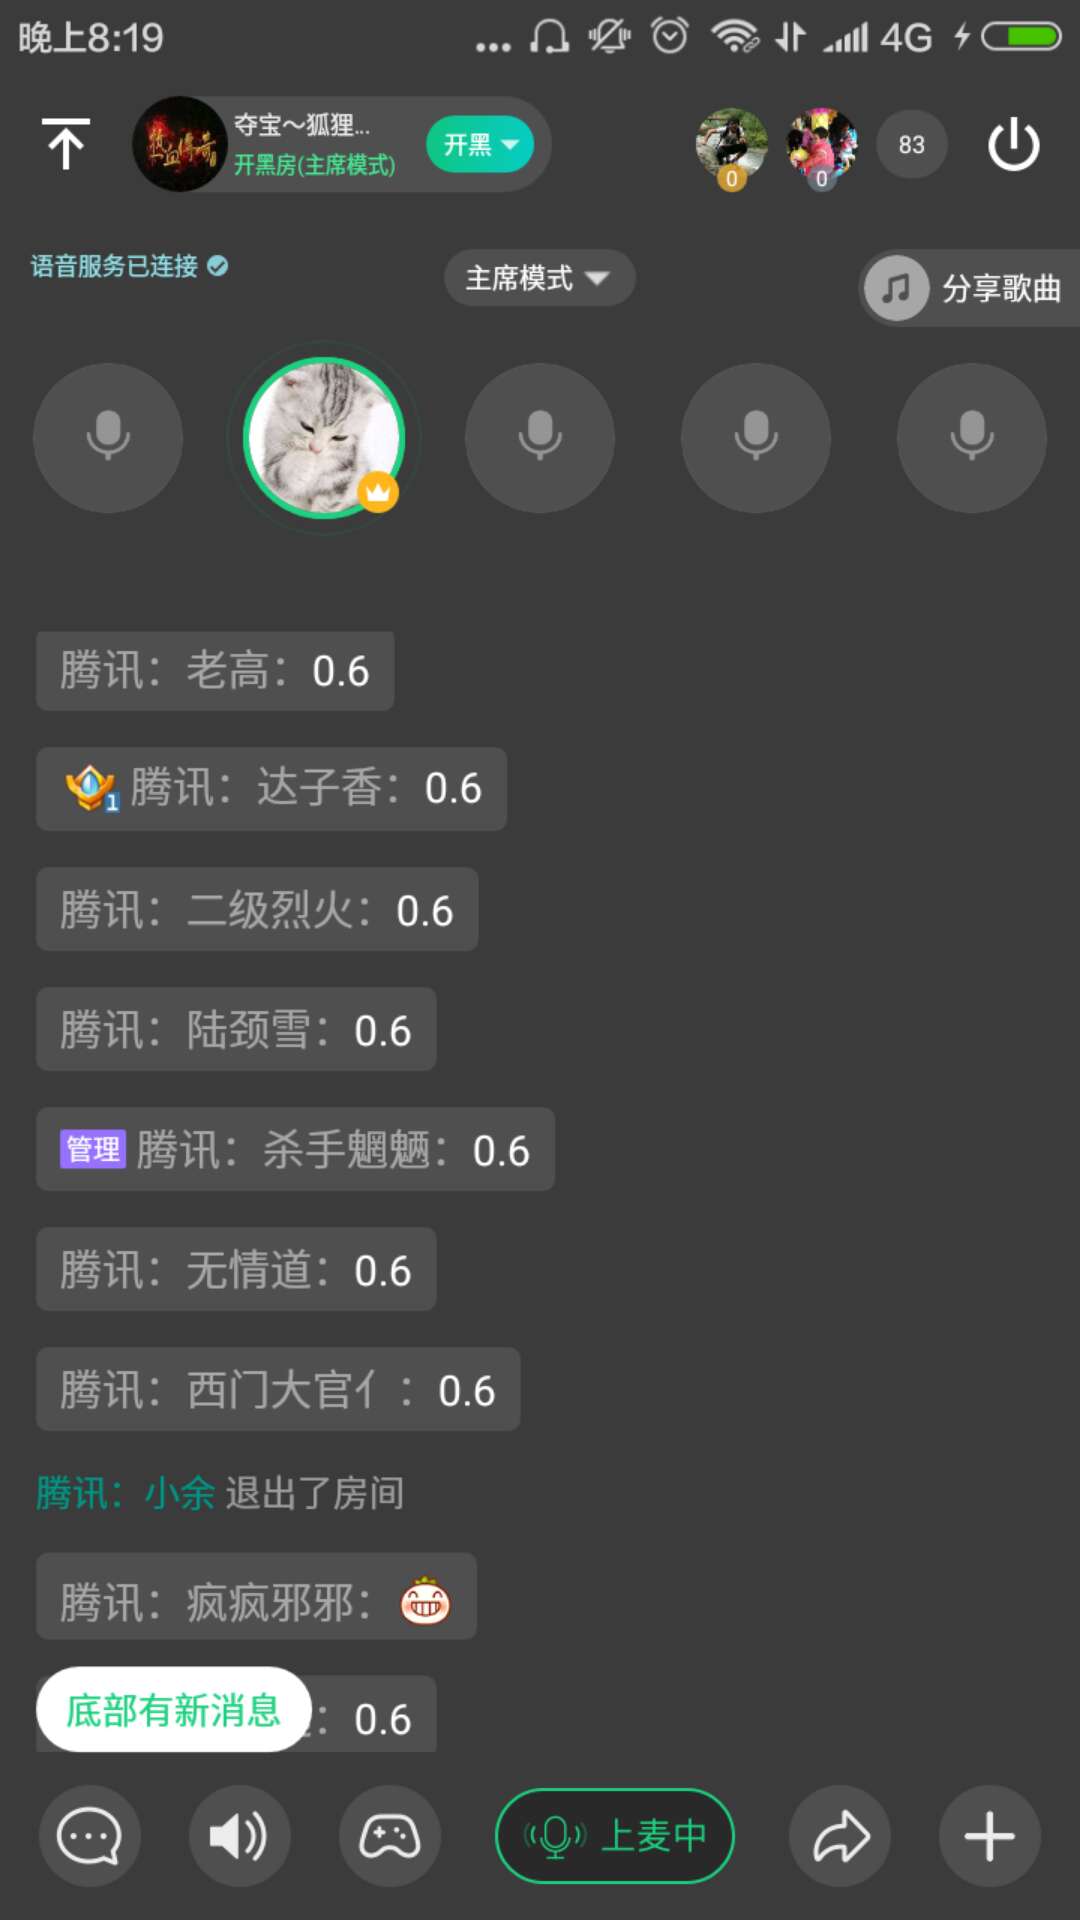 晚上8:19
4G
热血传奇
夺宝～狐狸...
开黑房(主席模式)
开黑
0
0
83
语音服务已连接
主席模式
分享歌曲
腾讯：老高：0.6
1 腾讯：达子香：0.6
腾讯：二级烈火：0.6
腾讯：陆颈雪：0.6
管理 腾讯：杀手魍魉：0.6
腾讯：无情道：0.6
腾讯：西门大官亻：0.6
腾讯：小余 退出了房间
腾讯：疯疯邪邪：
底部有新消息
：0.6
上麦中